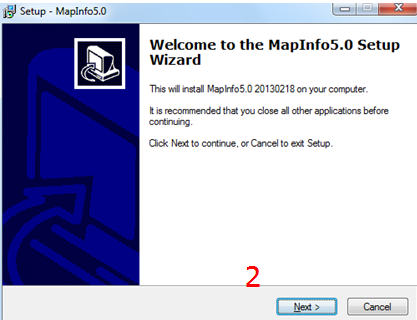 Setup - MapInfo5.0
Welcome to the MapInfo5.0 Setup
Wizard
This will install MapInfo5.0 20130218 on your computer.
It is recommended that you close all other applications before
continuing.
Click Next to continue, or Cancel to exit Setup.
2
Next >
Cancel